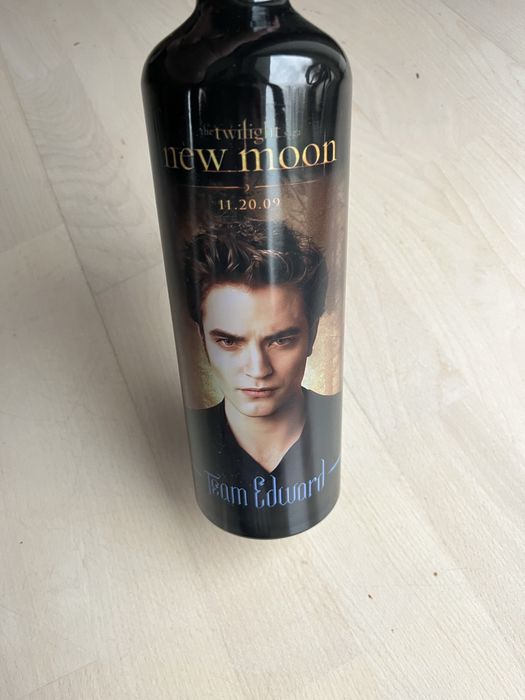 the twilight saga
new moon
11.20.09
Team Edward